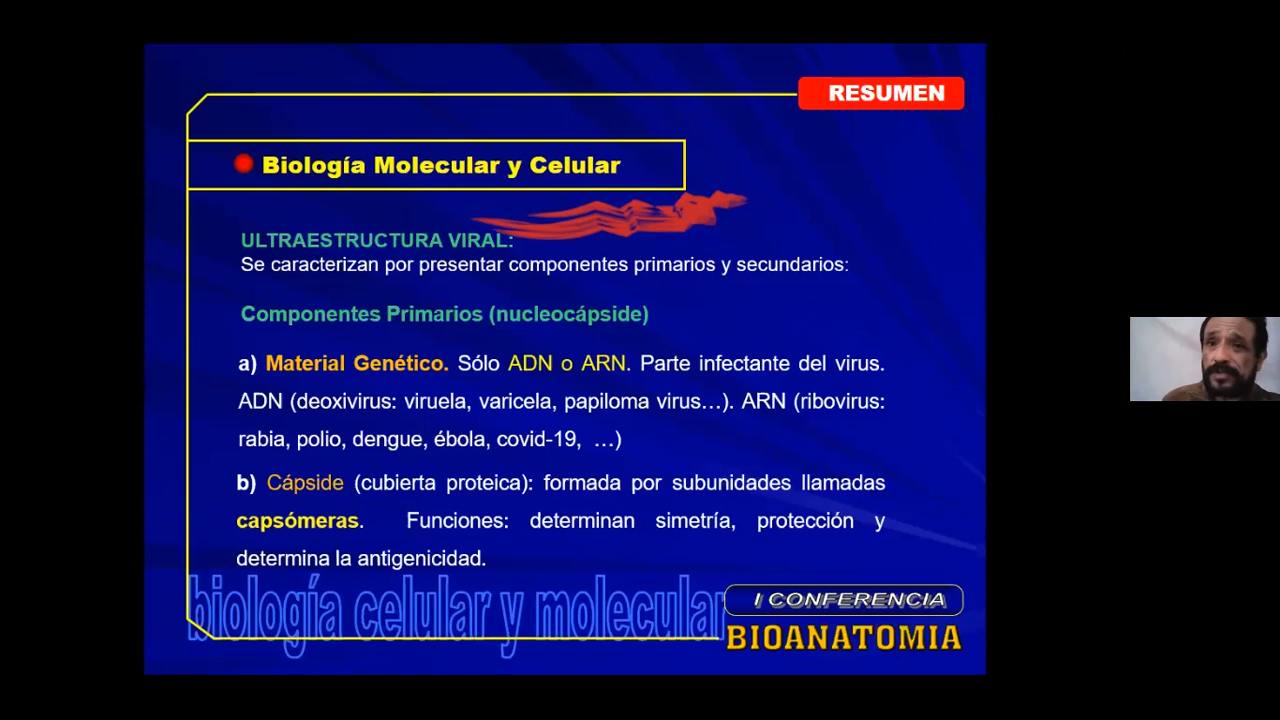 RESUMEN
Biología Molecular y Celular
ULTRAESTRUCTURA VIRAL:
Se caracterizan por presentar componentes primarios y secundarios:
Componentes Primarios (nucleocápside)
a) Material Genético. Sólo ADN o ARN. Parte infectante del virus.
ADN (deoxivirus: viruela, varicela, papiloma virus…). ARN (ribovirus:
rabia, polio, dengue, ébola, covid-19, …)
b) Cápside (cubierta proteica): formada por subunidades llamadas
capsómeras. Funciones: determinan simetría, protección y
determina la antigenicidad.
biología celular y molecular
I CONFERENCIA
BIOANATOMIA